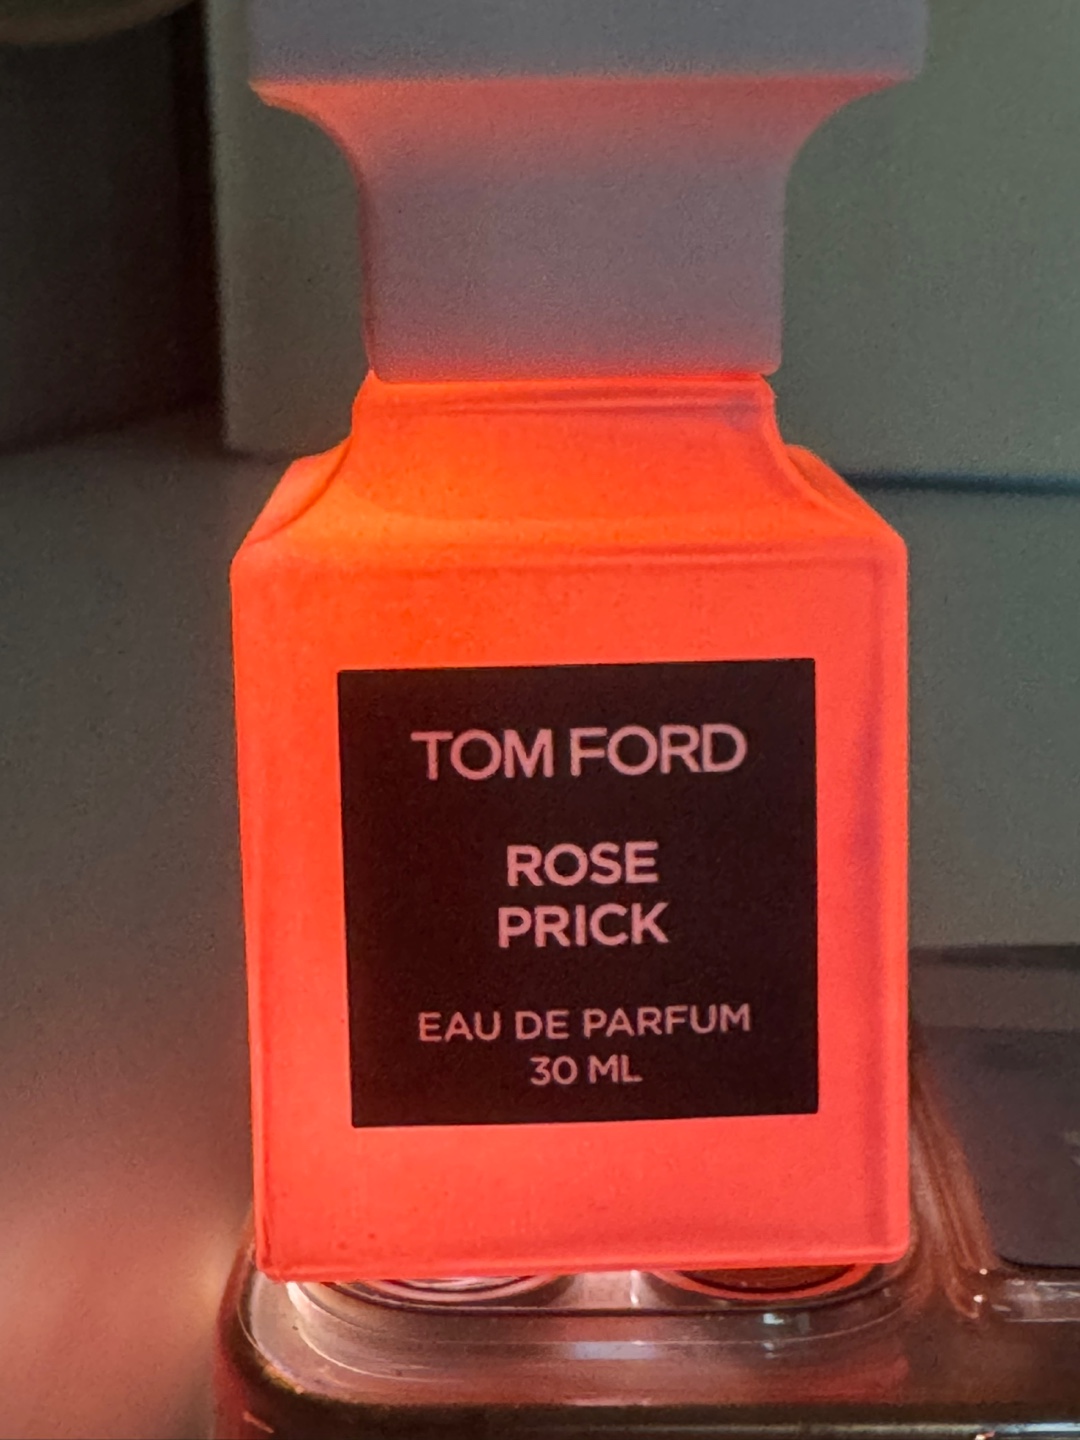 TOM FORD
ROSE
PRICK
EAU DE PARFUM
30 ML